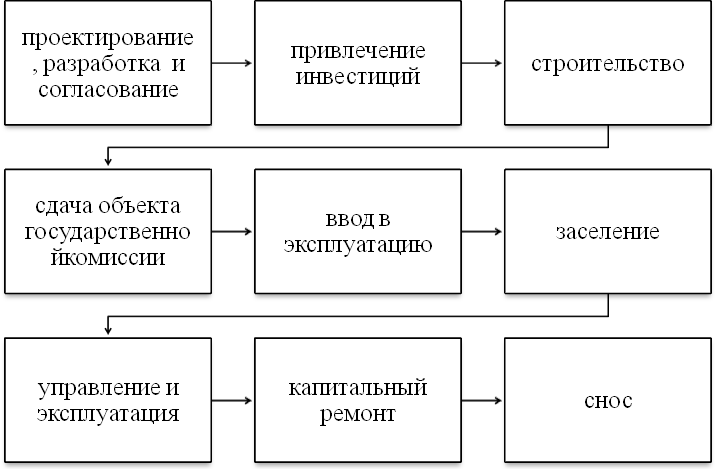 проектирование
, разработка и
согласование
привлечение
инвестиций
строительство
сдача объекта
государственно
йкомиссии
ввод в
эксплуатацию
заселение
управление и
эксплуатация
капитальный
ремонт
снос